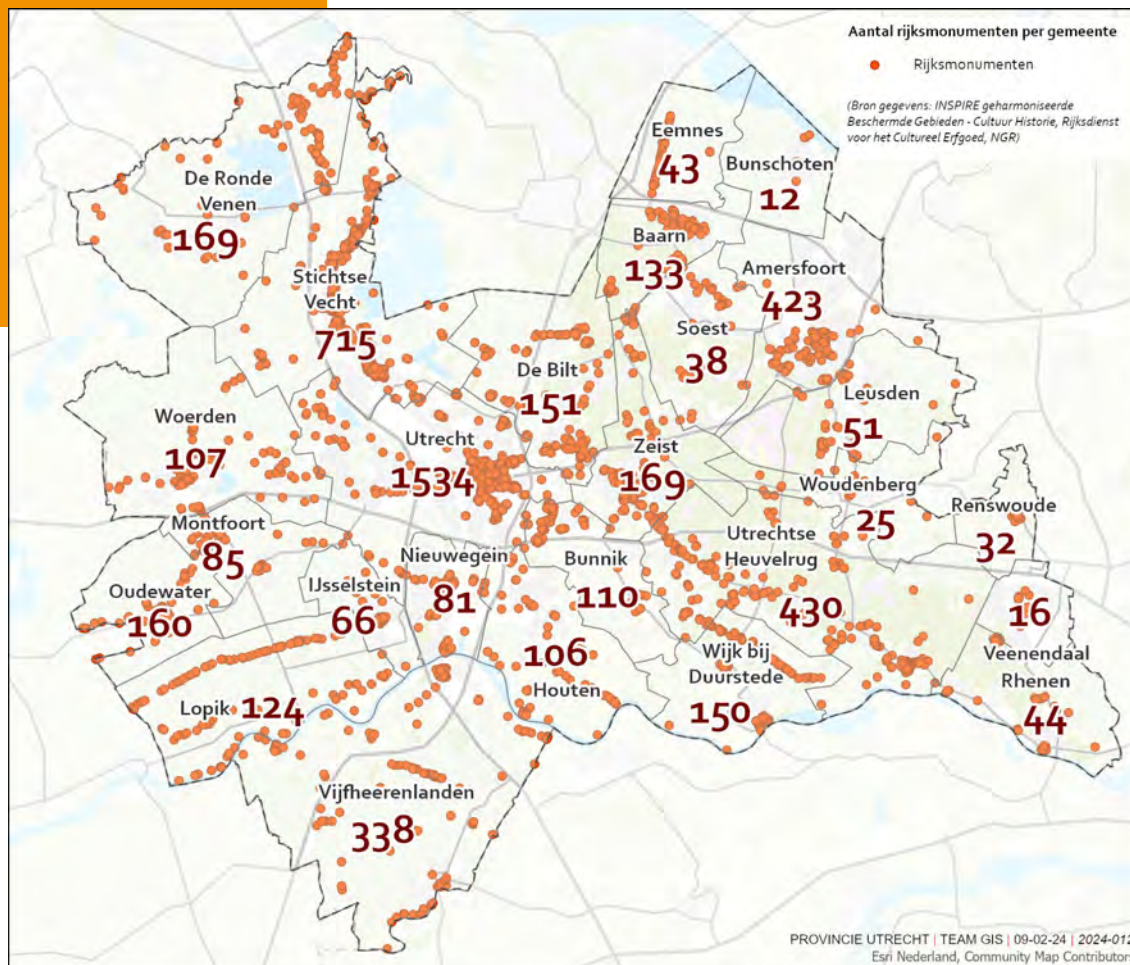 Aantal rijksmonumenten per gemeente
Rijksmonumenten
(Bron gegevens: INSPIRE geharmoniseerde
Beschermde Gebieden - Cultuur Historie, Rijksdienst
voor het Cultureel Erfgoed, NGR)
Eemnes
43
Bunschoten
12
De Ronde
Venen
169
Baarn
133
Amersfoort
423
Stichtse
Vecht
715
Soest
38
De Bilt
151
Leusden
51
Woerden
107
Utrecht
1534
Zeist
169
Woudenberg
25
Renswoude
32
Montfoort
85
Nieuwegein
81
Bunnik
110
Utrechtse
Heuvelrug
430
Oudewater
160
IJsselstein
66
16
Veenendaal
106
Houten
Wijk bij
Duurstede
150
Rhenen
44
Lopik
124
Vijfheerenlanden
338
PROVINCIE UTRECHT | TEAM GIS | 09-02-24 | 2024-012
Esri Nederland, Community Map Contributors